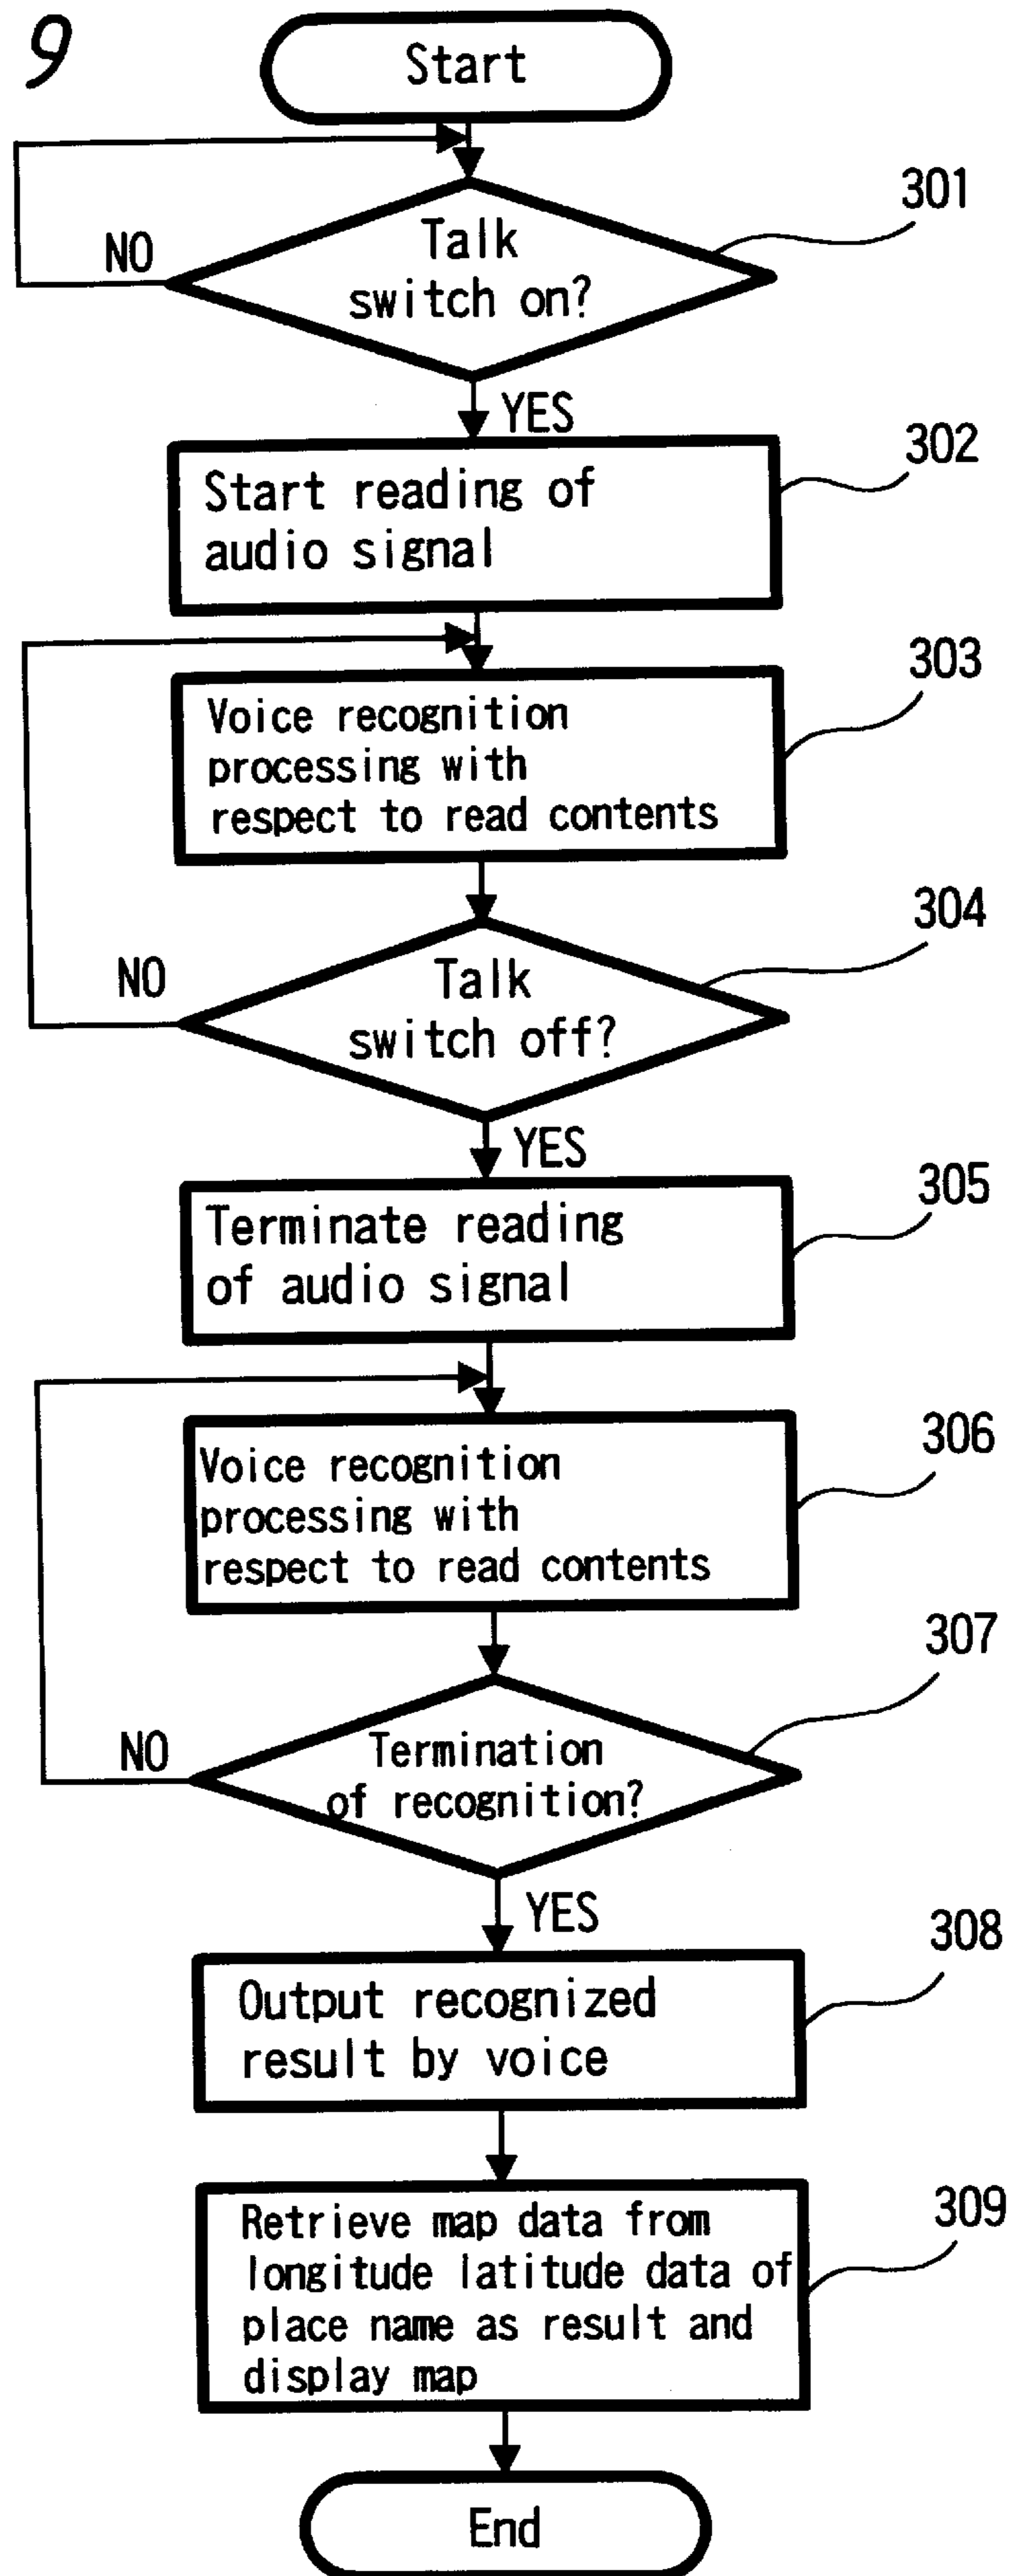 9
Start
301
Talk
switch on?
NO
YES
302
Start reading of
audio signal
303
Voice recognition
processing with
respect to read contents
304
Talk
switch off?
NO
YES
305
Terminate reading
of audio signal
306
Voice recognition
processing with
respect to read contents
307
Termination
of recognition?
NO
YES
308
Output recognized
result by voice
309
Retrieve map data from
longitude latitude data of
place name as result and
display map
End